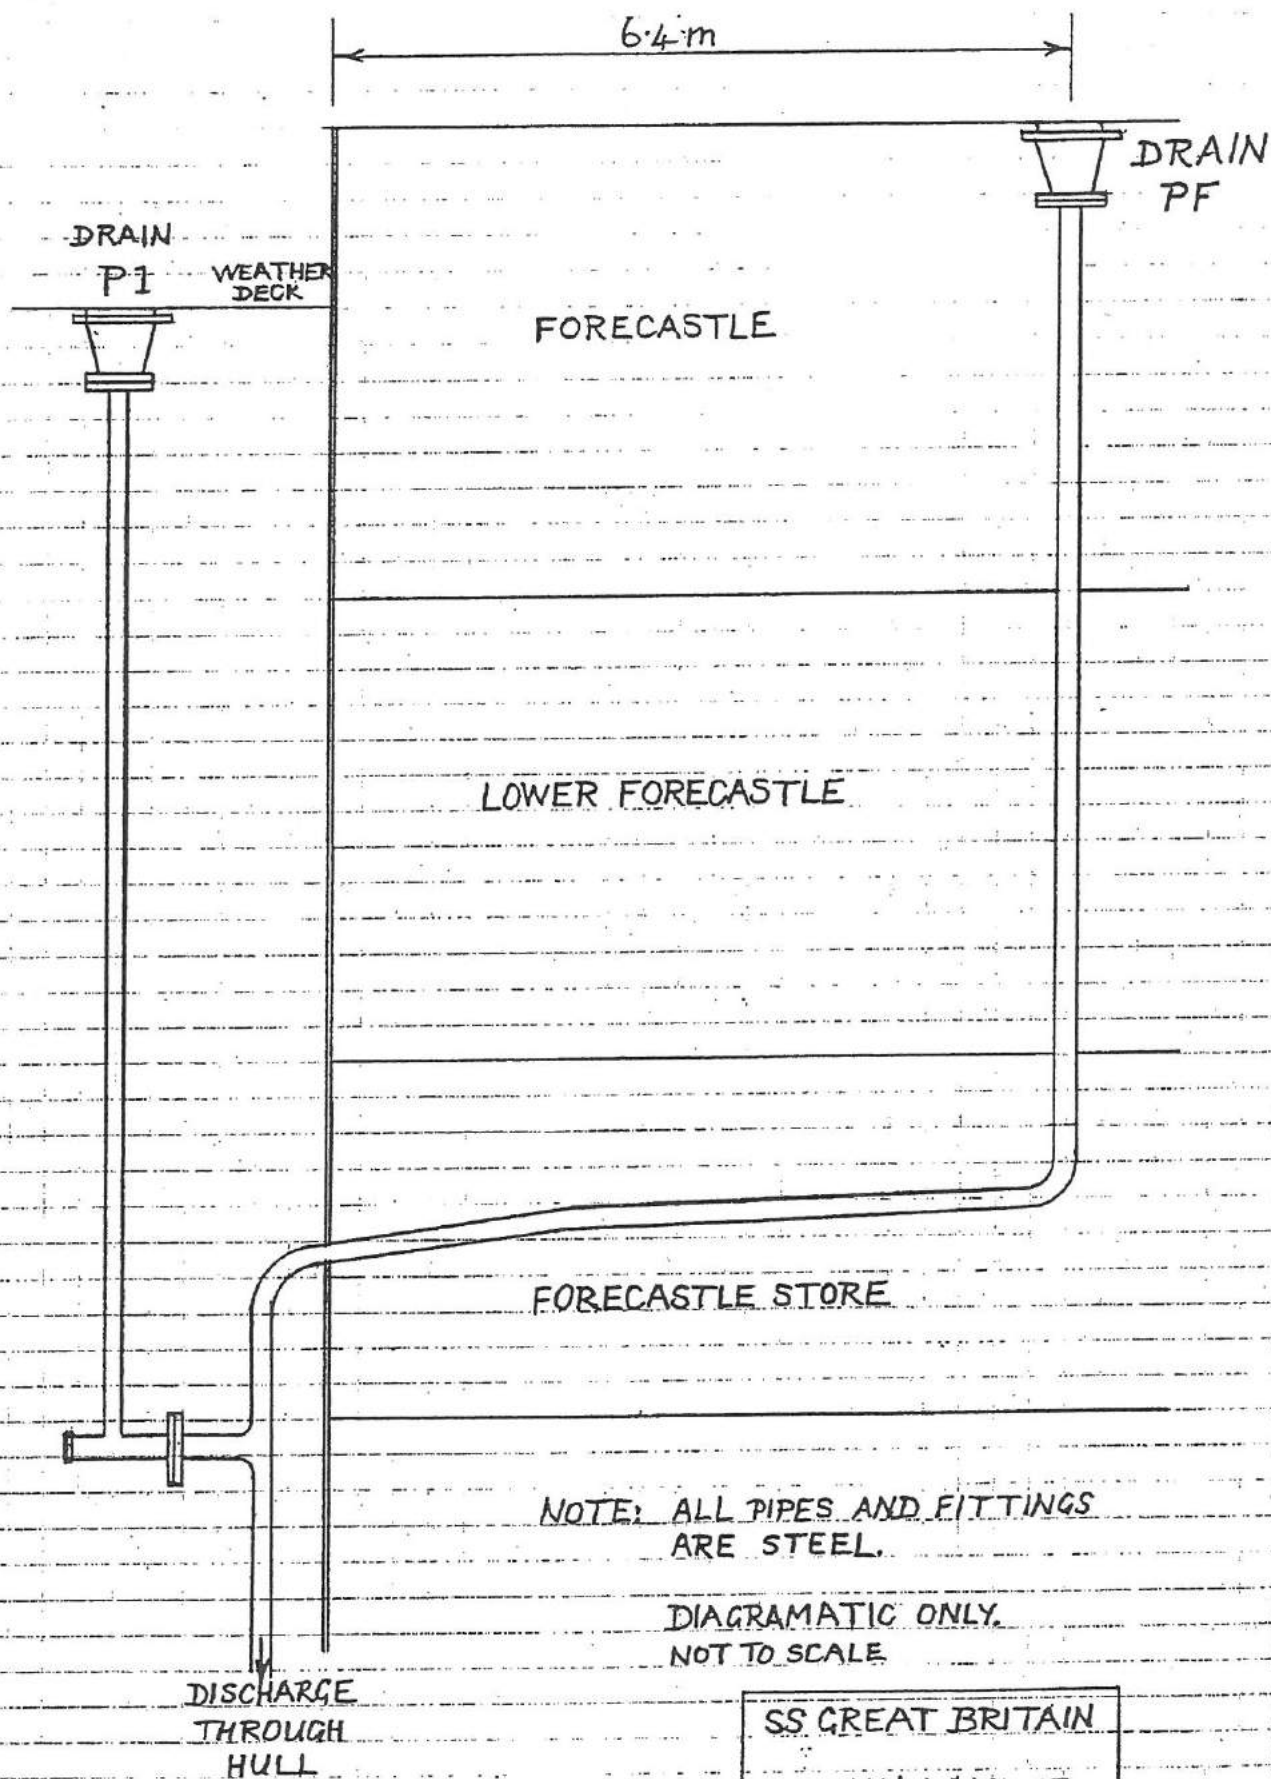 6.4 m
DRAIN
PF
DRAIN
P1
WEATHER
DECK
FORECASTLE
LOWER FORECASTLE
FORECASTLE STORE
NOTE: ALL PIPES AND FITTINGS
ARE STEEL.
DIAGRAMATIC ONLY.
NOT TO SCALE
DISCHARGE
THROUGH
HULL
SS GREAT BRITAIN